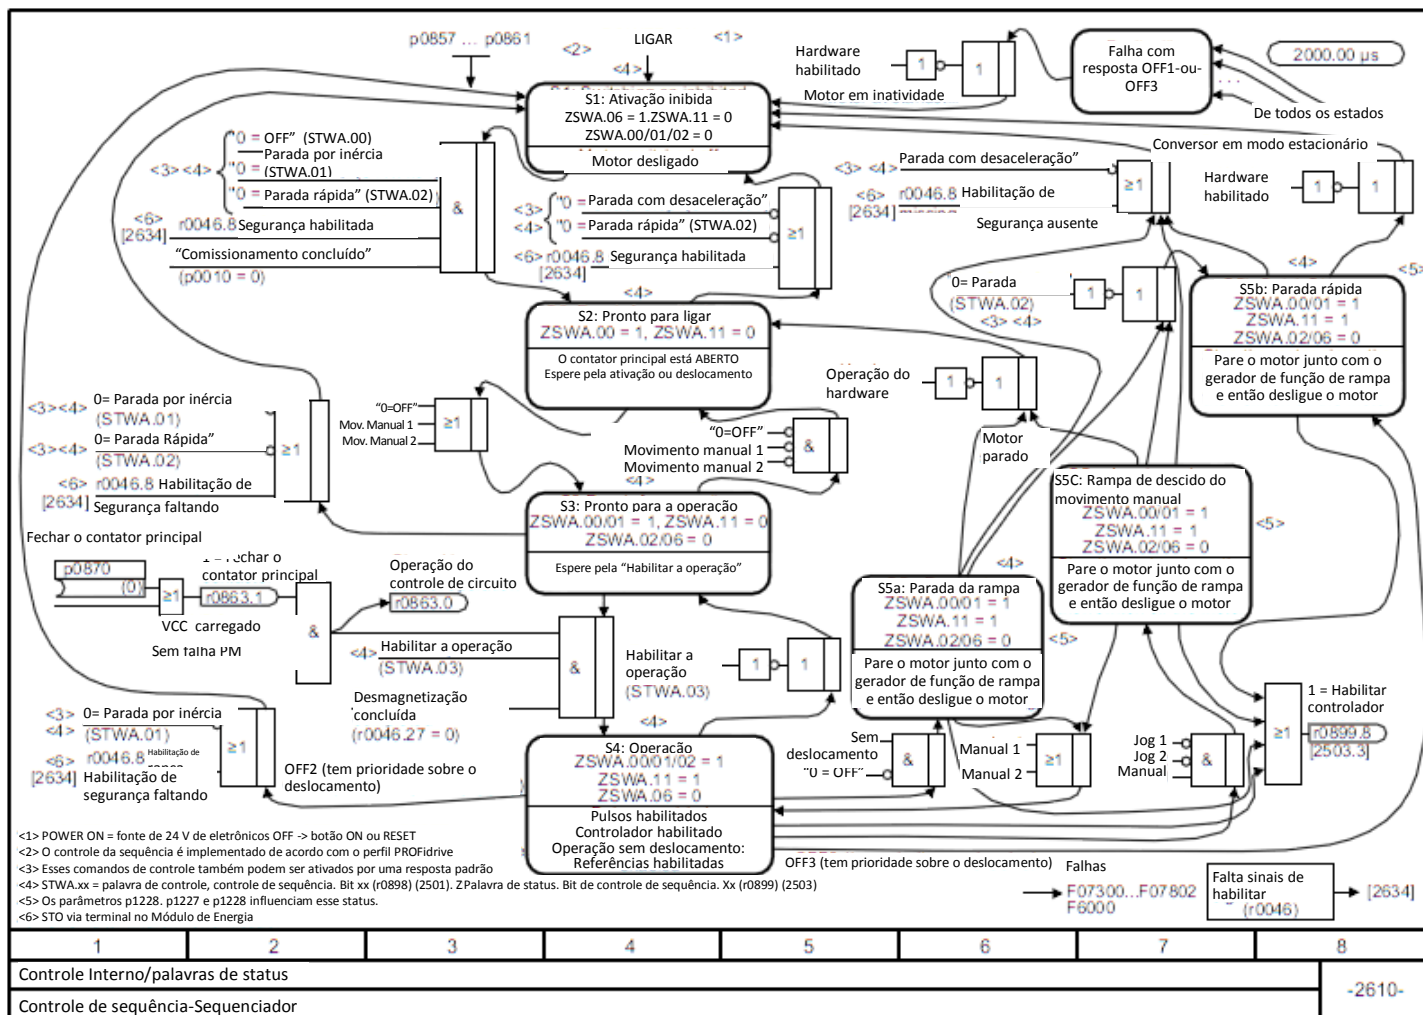 p0857 ... p0861
<2>
LIGAR
<1>
<4>
Hardware
habilitado
1
1
Motor em inatividade
Falha com
resposta OFF1-ou-
OFF3
2000.00 µs
De todos os estados
S1: Ativação inibida
ZSWA.06 = 1.ZSWA.11 = 0
ZSWA.00/01/02 = 0
Motor desligado
"0 = OFF” (STWA.00)
Parada por inércia
(STWA.01)
<3><4>
"0 = Parada rápida” (STWA.02)
<6> r0046.8 Segurança habilitada
[2634]
“Comissionamento concluído”
(p0010 = 0)
&
<3> "0 = Parada com desaceleração”
<4> "0 = Parada rápida” (STWA.02)
<6> r0046.8 Segurança habilitada
[2634]
≥1
<4>
Parada com desaceleração”
<3> <4>
<6> r0046.8 Habilitação de
[2634]
Segurança ausente
≥1
Conversor em modo estacionário
Hardware
habilitado
1
1
<4>
<5>
0= Parada
(STWA.02)
<3> <4>
1
1
S5b: Parada rápida
ZSWA.00/01 = 1
ZSWA.11 = 1
ZSWA.02/06 = 0
Pare o motor junto com o
gerador de função de rampa
e então desligue o motor
S2: Pronto para ligar
ZSWA.00 = 1, ZSWA.11 = 0
O contator principal está ABERTO
Espere pela ativação ou deslocamento
Operação do
hardware
1
1
Motor
parado
<3><4> 0= Parada por inércia
(STWA.01)
<3><4> 0= Parada Rápida”
(STWA.02)
<6> r0046.8 Habilitação de
[2634] Segurança faltando
≥1
“0=OFF”
Mov. Manual 1
Mov. Manual 2
≥1
“0=OFF”
Movimento manual 1
Movimento manual 2
&
<4>
S3: Pronto para a operação
ZSWA.00/01 = 1, ZSWA.11 = 0
ZSWA.02/06 = 0
Espere pela “Habilitar a operação”
S5C: Rampa de descido do
movimento manual
ZSWA.00/01 = 1
ZSWA.11 = 1
ZSWA.02/06 = 0
<5>
Pare o motor junto com o
gerador de função de rampa
e então desligue o motor
Fechar o contator principal
p0870
(0)
≥1
1 = Fechar o
contator principal
r0863.1
VCC carregado
Sem falha PM
&
Operação do
controle de circuito
r0863.0
<4> Habilitar a operação
(STWA.03)
Desmagnetização
concluída
(r0046.27 = 0)
&
Habilitar a
operação
(STWA.03)
1
1
<4>
<4>
S5a: Parada da rampa
ZSWA.00/01 = 1
ZSWA.11 = 1
ZSWA.02/06 = 0
<5>
Pare o motor junto com o
gerador de função de rampa
e então desligue o motor
<3> 0= Parada por inércia
<4> (STWA.01)
<6> r0046.8 Habilitação de
[2634] Habilitação de
segurança faltando
≥1
OFF2 (tem prioridade sobre o
deslocamento)
S4: Operação
ZSWA.00/01/02 = 1
ZSWA.11 = 1
ZSWA.06 = 0
Pulsos habilitados
Controlador habilitado
Operação sem deslocamento:
Referências habilitadas
Sem
deslocamento
“0 = OFF”
&
Manual 1
Manual 2
≥1
Jog 1
Jog 2
Manual
&
≥1
1 = Habilitar
controlador
r0899.8
[2503.3]
OFF3 (tem prioridade sobre o deslocamento)
<1> POWER ON = fonte de 24 V de eletrônicos OFF -> botão ON ou RESET
<2> O controle da sequência é implementado de acordo com o perfil PROFIdrive
<3> Esses comandos de controle também podem ser ativados por uma resposta padrão
<4> STWA.xx = palavra de controle, controle de sequência. Bit xx (r0898) (2501). ZPalavra de status. Bit de controle de sequência. Xx (r0899) (2503)
<5> Os parâmetros p1228. p1227 e p1228 influenciam esse status.
<6> STO via terminal no Módulo de Energia
Falhas
F07300...F07802
F6000
Falta sinais de
habilitar
(r0046)
[2634]
1 2 3 4 5 6 7 8
Controle Interno/palavras de status
Controle de sequência-Sequenciador
-2610-